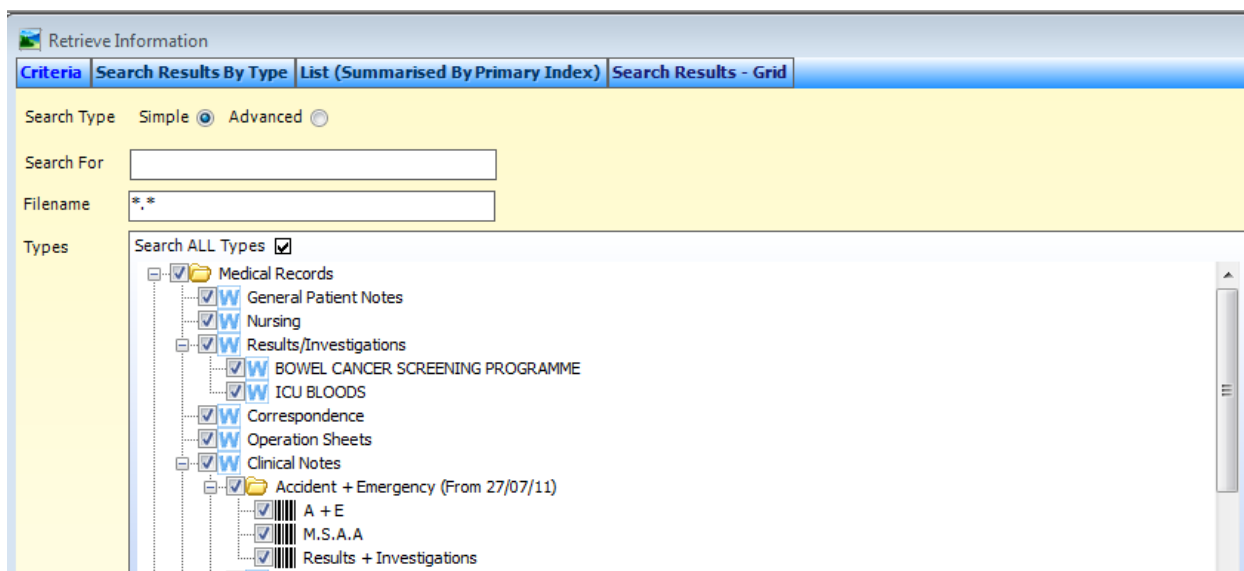 Retrieve Information
Criteria Search Results By Type List (Summarised By Primary Index) Search Results - Grid
Search Type Simple Advanced
Search For
Filename *.*
Types Search ALL Types
Medical Records
W General Patient Notes
W Nursing
W Results/Investigations
W BOWEL CANCER SCREENING PROGRAMME
W ICU BLOODS
W Correspondence
W Operation Sheets
W Clinical Notes
Accident + Emergency (From 27/07/11)
A + E
M.S.A.A
Results + Investigations